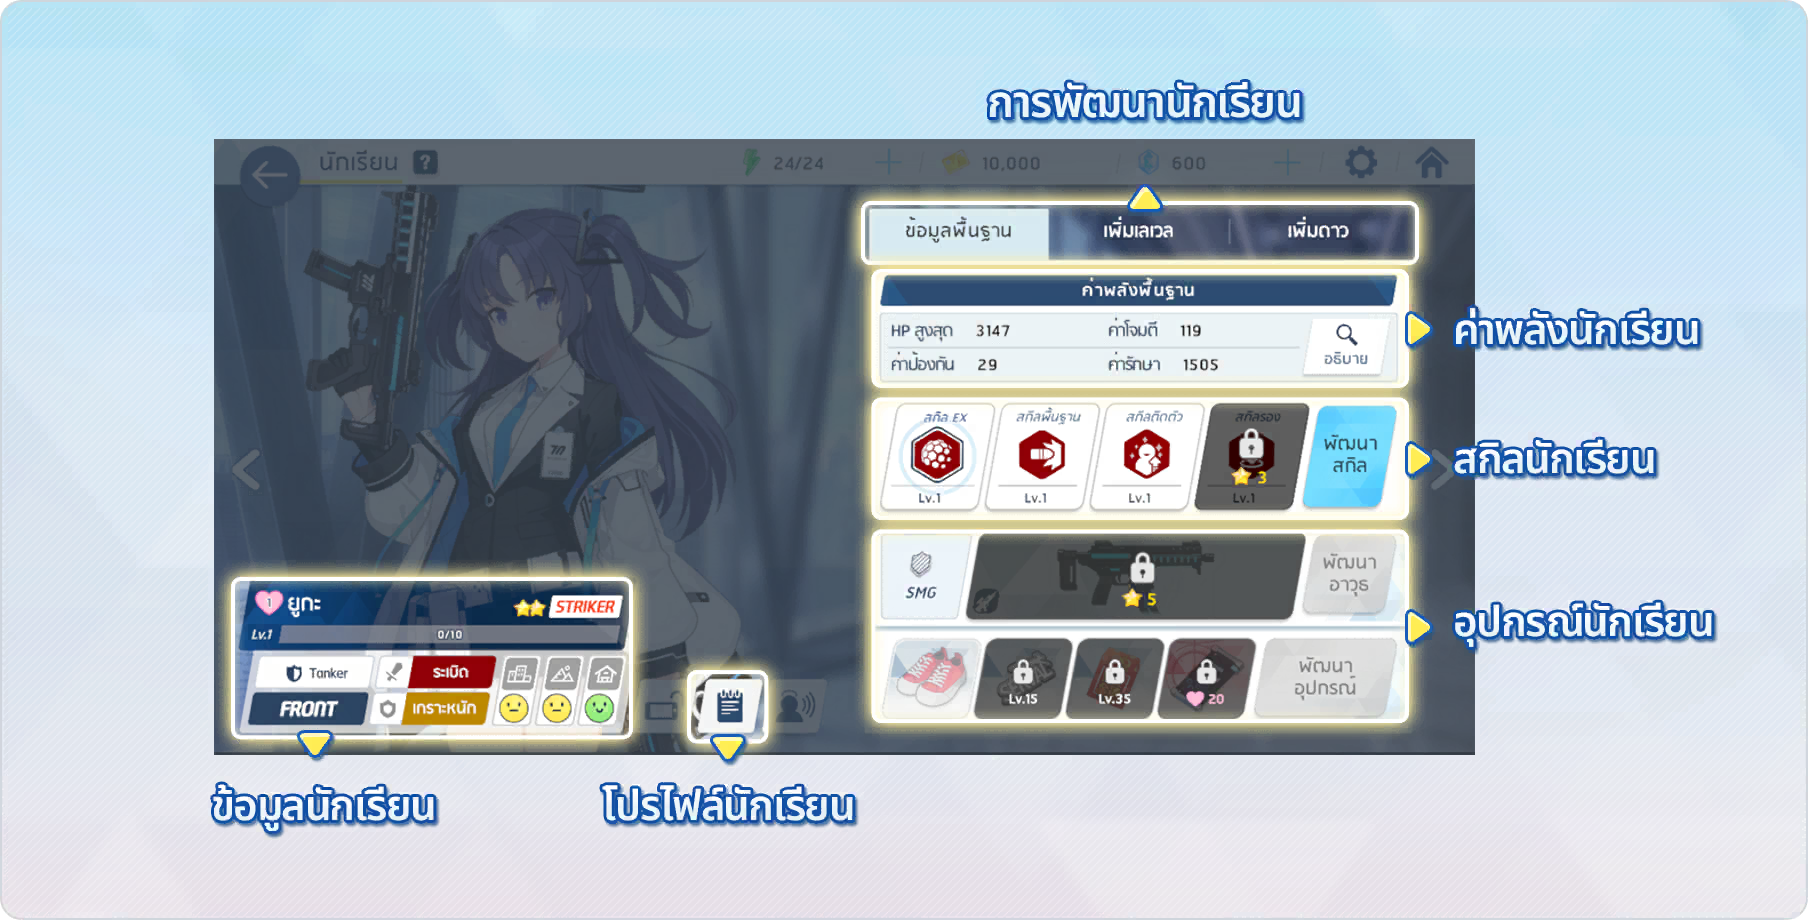 การพัฒนานักเรียน
นักเรียน ?
24/24
10,000
600
ข้อมูลพื้นฐาน
เพิ่มเลเวล
เพิ่มดาว
ค่าพลังพื้นฐาน
HP สูงสุด 3147
ค่าโจมตี 119
ค่าป้องกัน 29
ค่ารักษา 1505
อธิบาย
ค่าพลังนักเรียน
สกิล EX
Lv.1
สกิลพื้นฐาน
Lv.1
สกิลติดตัว
Lv.1
สกิลรอง
3
Lv.1
พัฒนา
สกิล
สกิลนักเรียน
SMG
5
พัฒนา
อาวุธ
อุปกรณ์นักเรียน
Lv.15
Lv.35
20
พัฒนา
อุปกรณ์
1 ยูกะ
STRIKER
Lv.1 0/10
Tanker
ระเบิด
FRONT
เกราะหนัก
ข้อมูลนักเรียน
โปรไฟล์นักเรียน